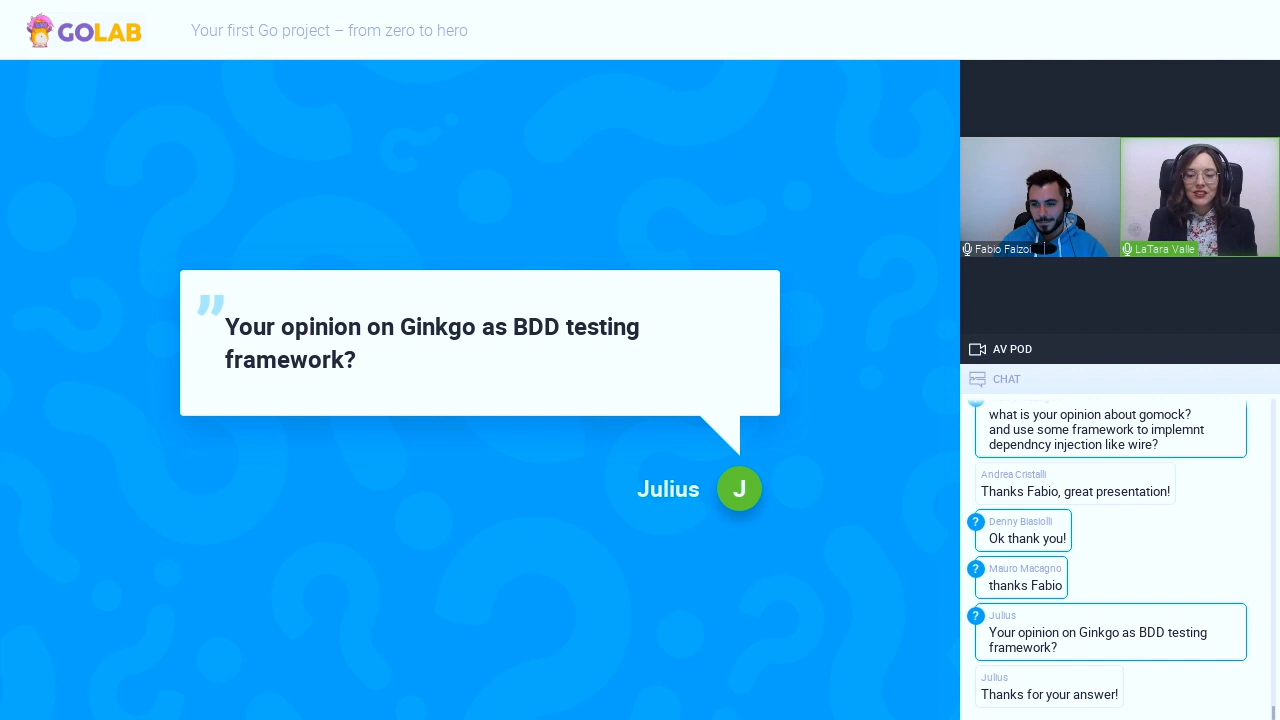 GOLAB
Your first Go project – from zero to hero
” Your opinion on Ginkgo as BDD testing
framework?
Julius
J
Fabio Falzoi
LaTara Valle
AV POD
CHAT
what is your opinion about gomock?
and use some framework to implemnt
dependncy injection like wire?
Andrea Cristalli
Thanks Fabio, great presentation!
?
Denny Biasiolli
Ok thank you!
?
Mauro Macagno
thanks Fabio
?
Julius
Your opinion on Ginkgo as BDD testing
framework?
Julius
Thanks for your answer!